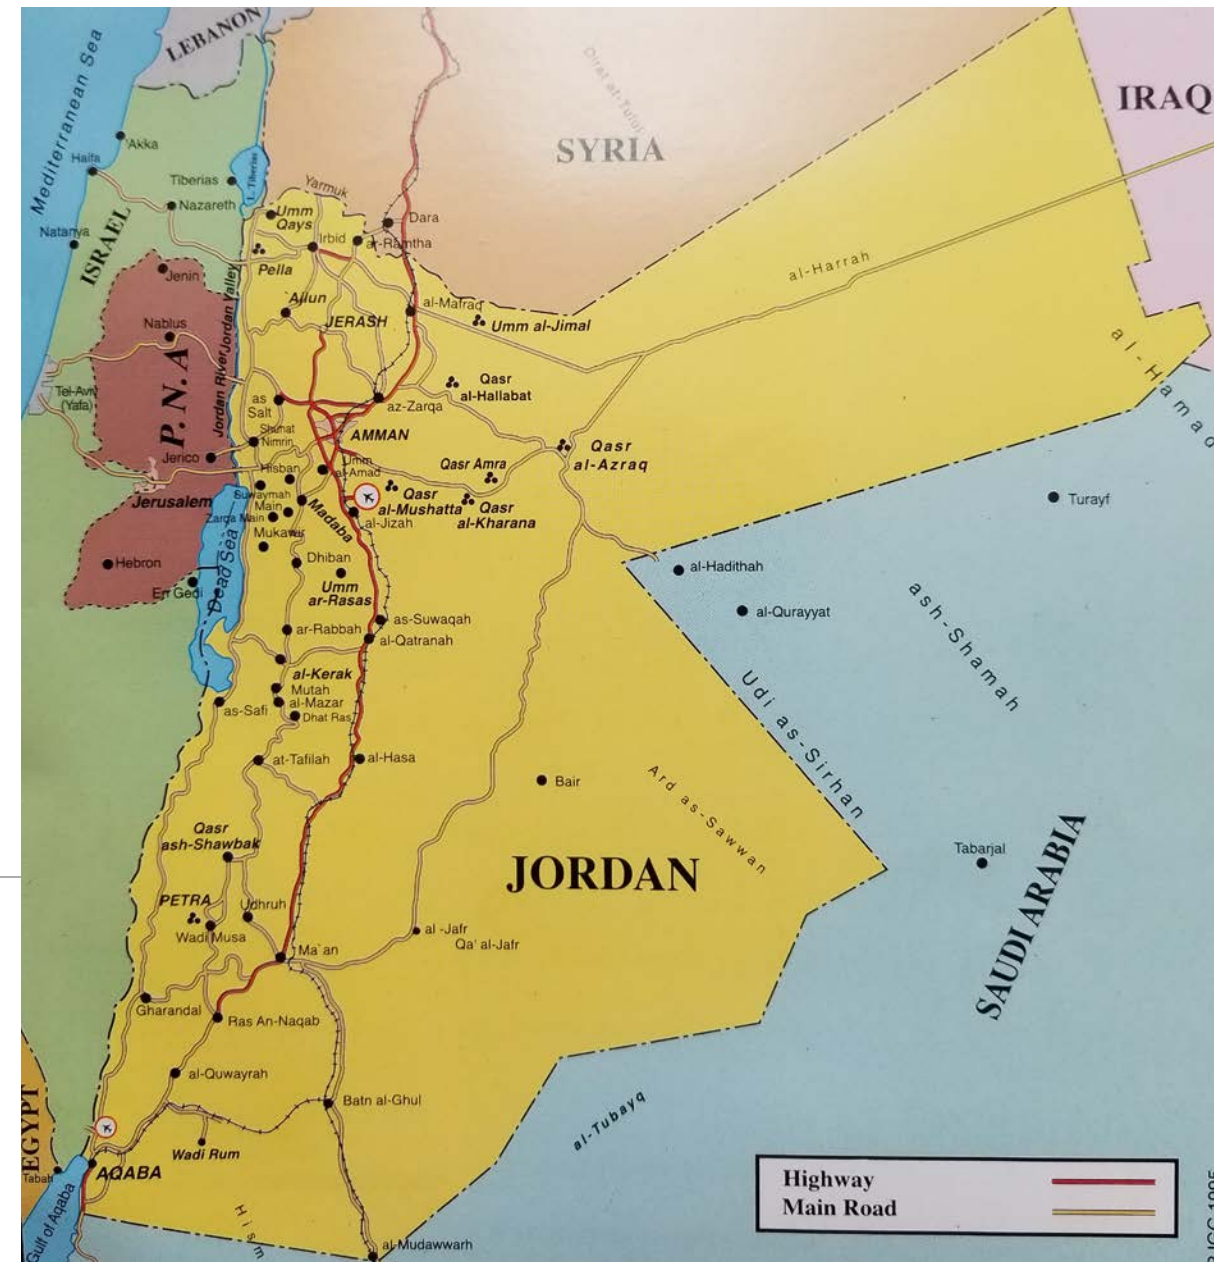 LEBANON
Mediterranean Sea
Dirat al-Tulul
IRAQ
SYRIA
'Akka
Haifa
L. Tiberias
Tiberias
Yarmuk
Nazareth
Umm
Qays
Dara
Natanya
ISRAEL
Irbid
ar-Ramtha
Pella
al-Harrah
Jenin
Jordan Valley
`Ajlun
al-Mafraq
Nablus
JERASH
Umm al-Jimal
al-Hamad
P.N.A
Jordan River
Tel-Aviv
(Yafa)
Qasr
al-Hallabat
as
Salt
az-Zarqa
Shunat
Nimrin
AMMAN
Qasr
al-Azraq
Jerico
Hisban
Umm
al-Amad
Qasr Amra
Jerusalem
Suwaymah
Main
Zarqa Main
Madaba
Qasr
al-Mushatta
Qasr
al-Kharana
Turayf
al-Jizah
Mukawir
Dead Sea
Hebron
Dhiban
al-Hadithah
En Gedi
Umm
ar-Rasas
ash-Shamah
al-Qurayyat
as-Suwaqah
ar-Rabbah
al-Qatranah
al-Kerak
Udi as-Sirhan
Mutah
al-Mazar
as-Safi
Dhat Ras
at-Tafilah
al-Hasa
Bair
Ard as-Sawwan
Qasr
ash-Shawbak
JORDAN
Tabarjal
SAUDI ARABIA
PETRA
Udhruh
Wadi Musa
al -Jafr
Qa' al-Jafr
Ma`an
Gharandal
Ras An-Naqab
al-Quwayrah
EGYPT
Batn al-Ghul
al-Tubayq
Wadi Rum
Tabah
AQABA
Gulf of Aqaba
Hism
al-Mudawwarh
Highway
Main Road